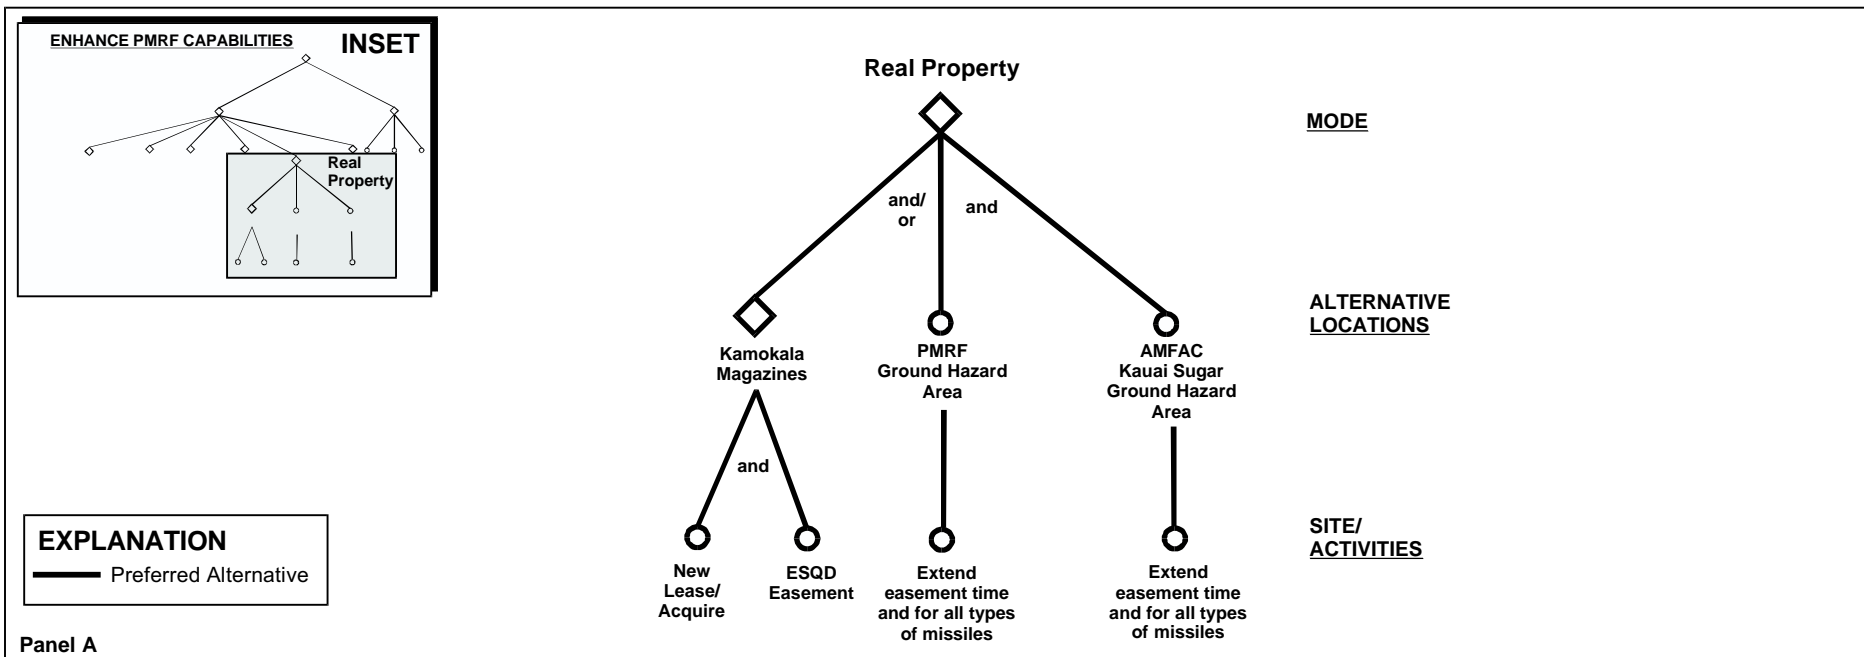 ENHANCE PMRF CAPABILITIES
INSET
Real
Property
Real Property
MODE
and/
or
and
ALTERNATIVE
LOCATIONS
Kamokala
Magazines
PMRF
Ground Hazard
Area
AMFAC
Kauai Sugar
Ground Hazard
Area
and
SITE/
ACTIVITIES
New
Lease/
Acquire
ESQD
Easement
Extend
easement time
and for all types
of missiles
Extend
easement time
and for all types
of missiles
EXPLANATION
Preferred Alternative
Panel A